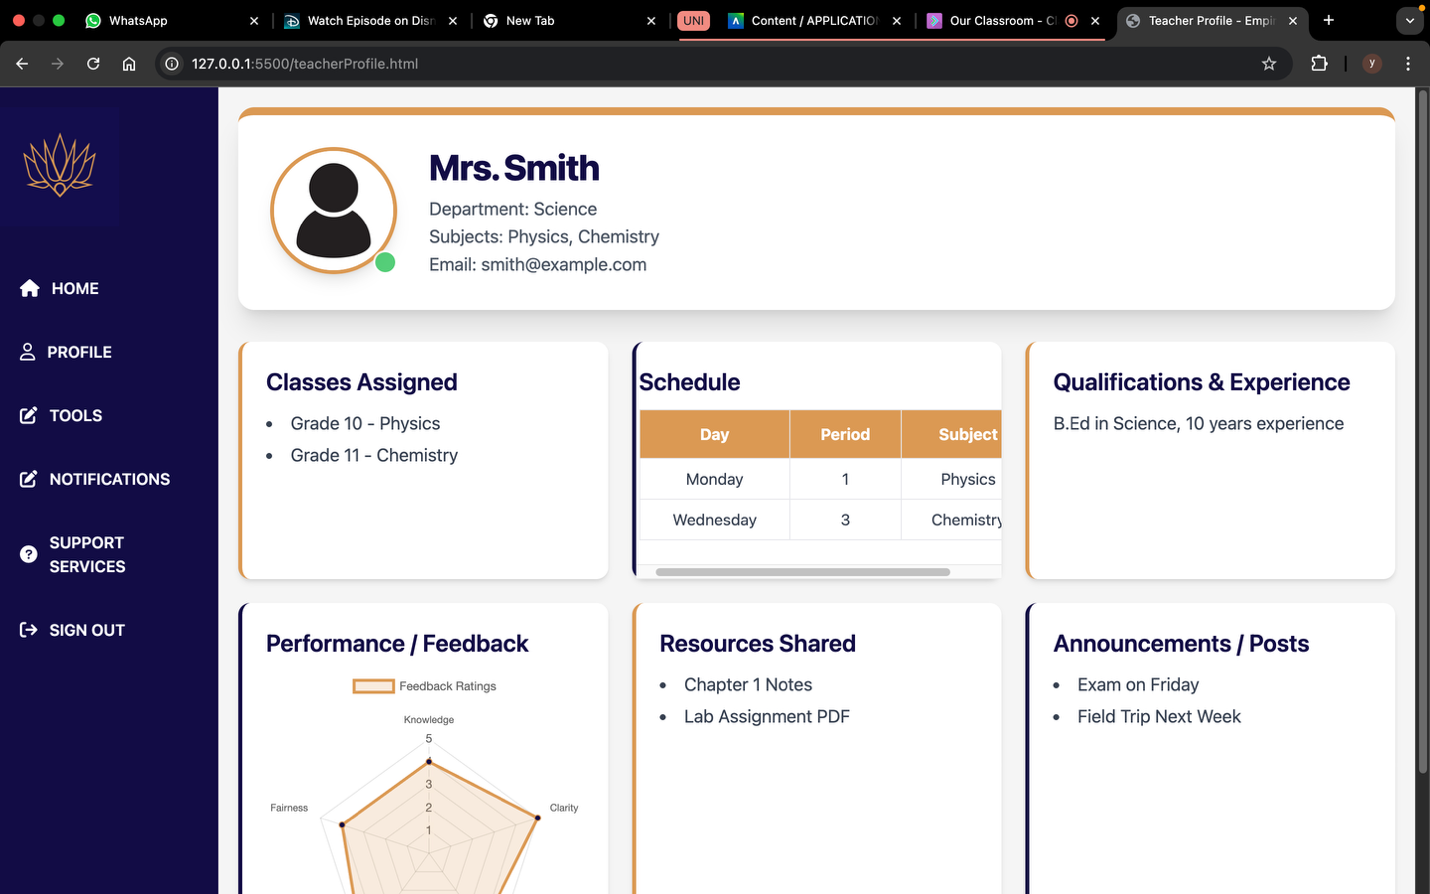 WhatsApp
Watch Episode on Disn
New Tab
UNI
Content / APPLICATION
Our Classroom - Cl
Teacher Profile - Empir
127.0.0.1:5500/teacherProfile.html
y
HOME
PROFILE
TOOLS
NOTIFICATIONS
SUPPORT
SERVICES
SIGN OUT
Mrs. Smith
Department: Science
Subjects: Physics, Chemistry
Email: smith@example.com
Classes Assigned
• Grade 10 - Physics
• Grade 11 - Chemistry
Schedule
Day Period Subject
Monday 1 Physics
Wednesday 3 Chemistry
Qualifications & Experience
B.Ed in Science, 10 years experience
Performance / Feedback
Feedback Ratings
Knowledge
5
3
Fairness 2 Clarity
1
Resources Shared
• Chapter 1 Notes
• Lab Assignment PDF
Announcements / Posts
• Exam on Friday
• Field Trip Next Week